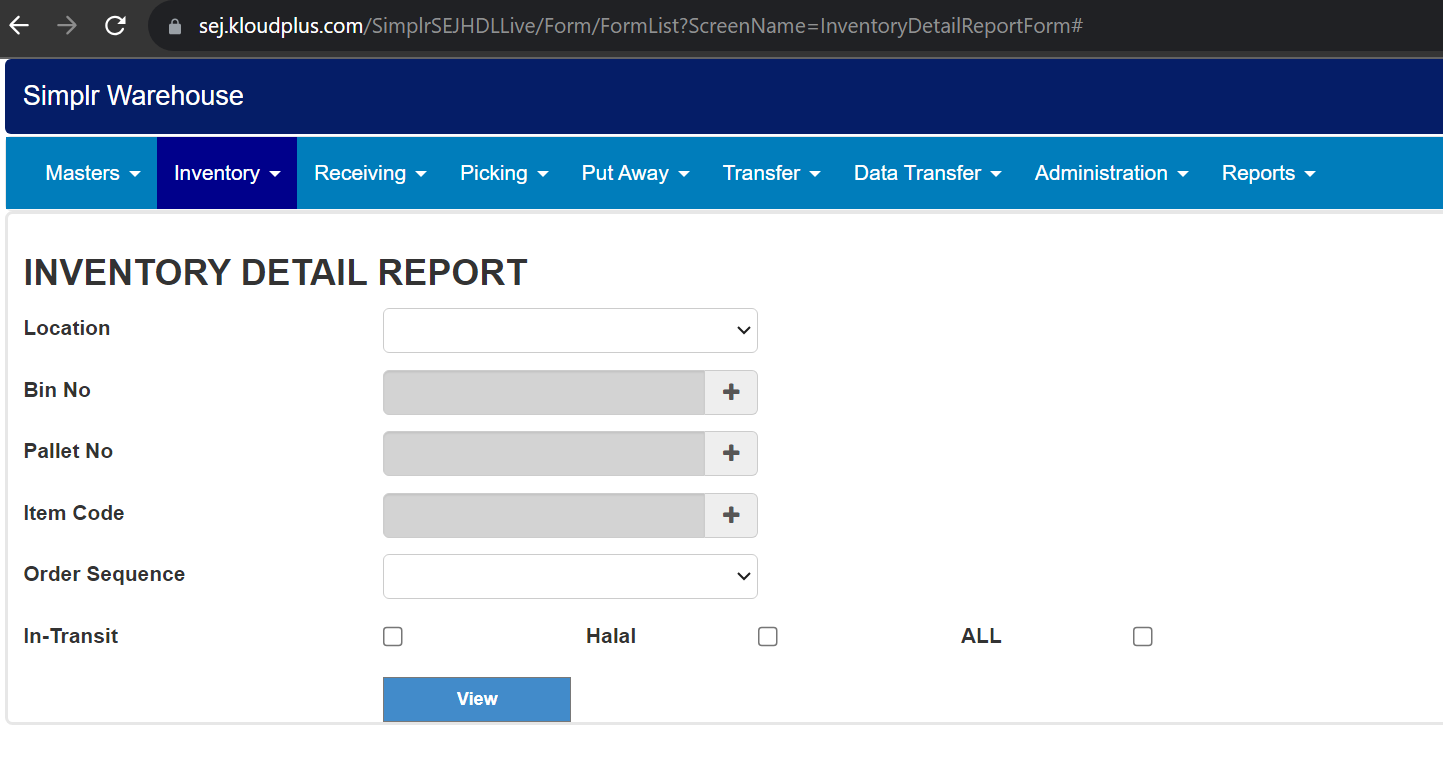 sej.kloudplus.com/SimplrSEJHDLLive/Form/FormList?ScreenName=InventoryDetailReportForm#
Simplr Warehouse
Masters Inventory Receiving Picking Put Away Transfer Data Transfer Administration Reports
INVENTORY DETAIL REPORT
Location
Bin No
Pallet No
Item Code
Order Sequence
In-Transit Halal ALL
View